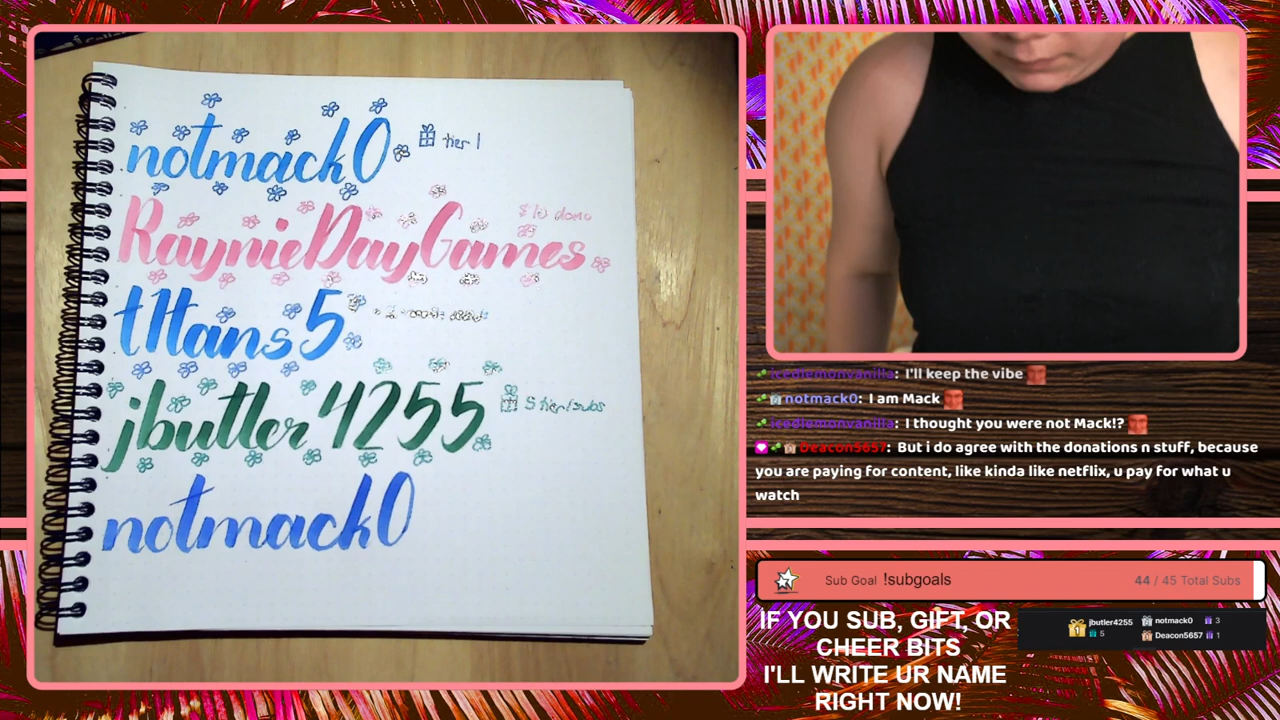 notmack0
tier 1
RaynieDayGames
$10 dono
tHans5
jbutler4255
5 tier1subs
notmack0
icedlemonvanilla: I'll keep the vibe
notmack0: I am Mack
icedlemonvanilla: I thought you were not Mack!?
Deacon5657: But i do agree with the donations n stuff, because
you are paying for content, like kinda like netflix, u pay for what u
watch
Sub Goal !subgoals 44 / 45 Total Subs
IF YOU SUB, GIFT, OR
CHEER BITS
I'LL WRITE UR NAME
RIGHT NOW!
1 jbutler4255 5
notmack0 3
Deacon5657 1